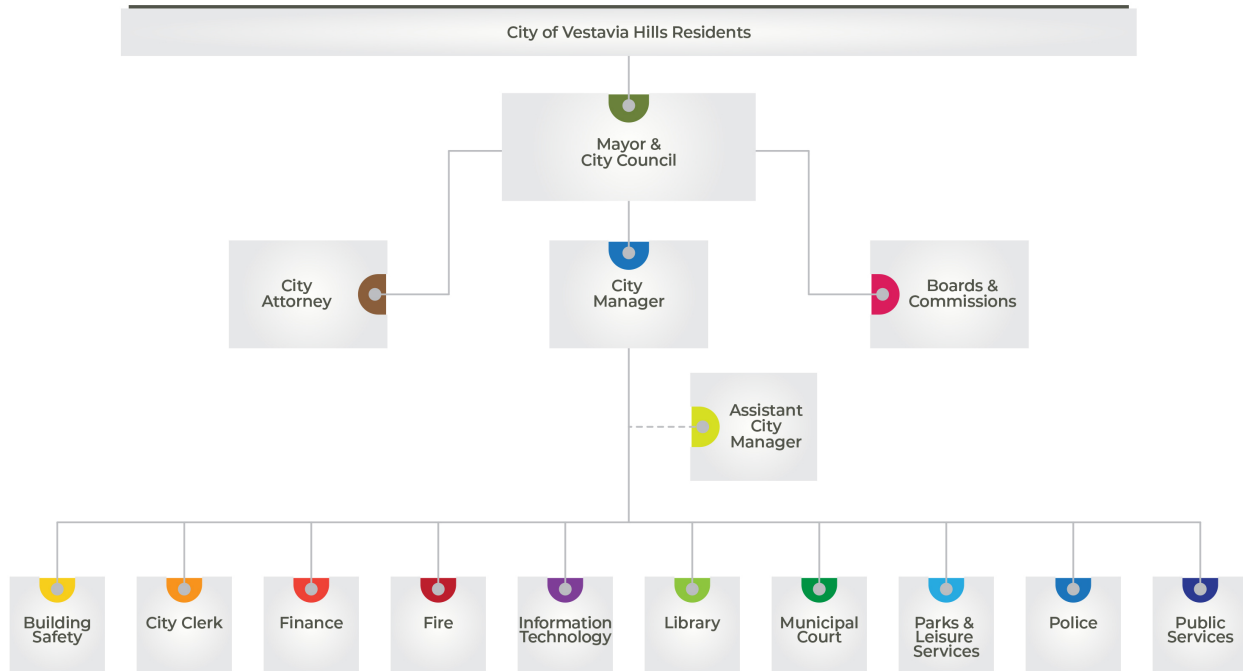 City of Vestavia Hills Residents
Mayor &
City Council
City
Attorney
City
Manager
Boards &
Commissions
Assistant
City
Manager
Building
Safety
City Clerk
Finance
Fire
Information
Technology
Library
Municipal
Court
Parks &
Leisure
Services
Police
Public
Services